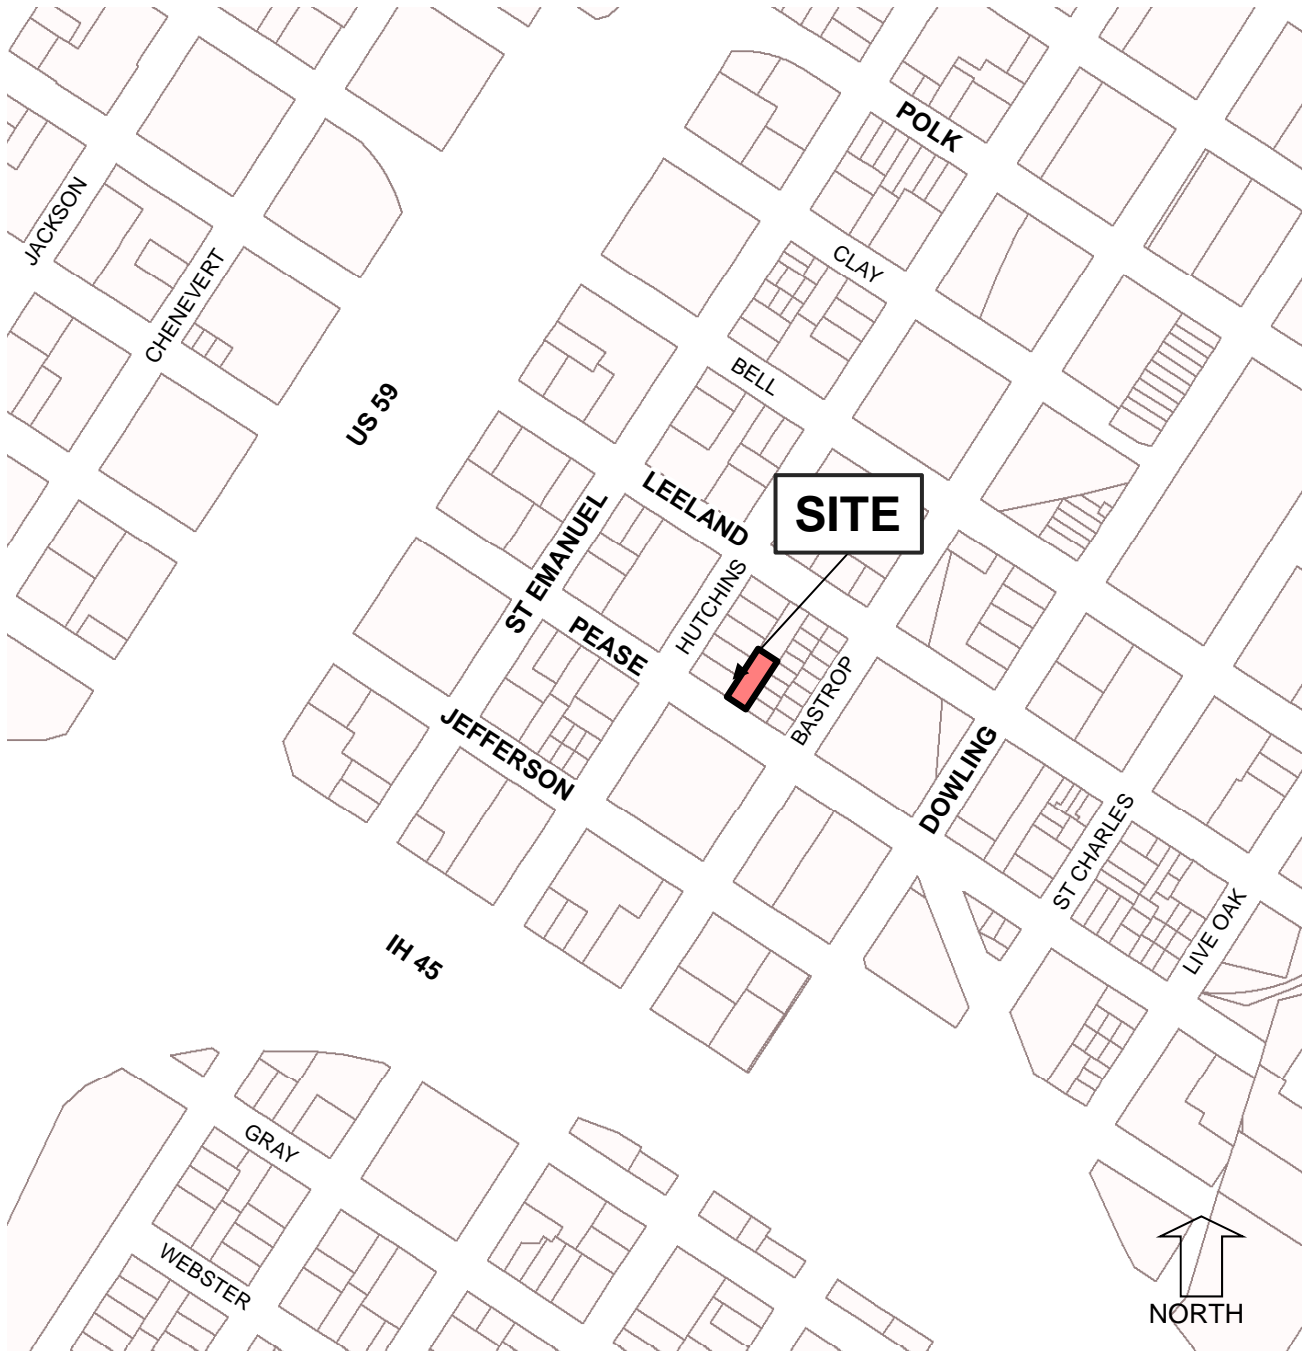 POLK
JACKSON
CLAY
CHENEVERT
BELL
US 59
LEELAND
SITE
ST EMANUEL
HUTCHINS
PEASE
BASTROP
JEFFERSON
DOWLING
ST CHARLES
LIVE OAK
IH 45
GRAY
WEBSTER
NORTH